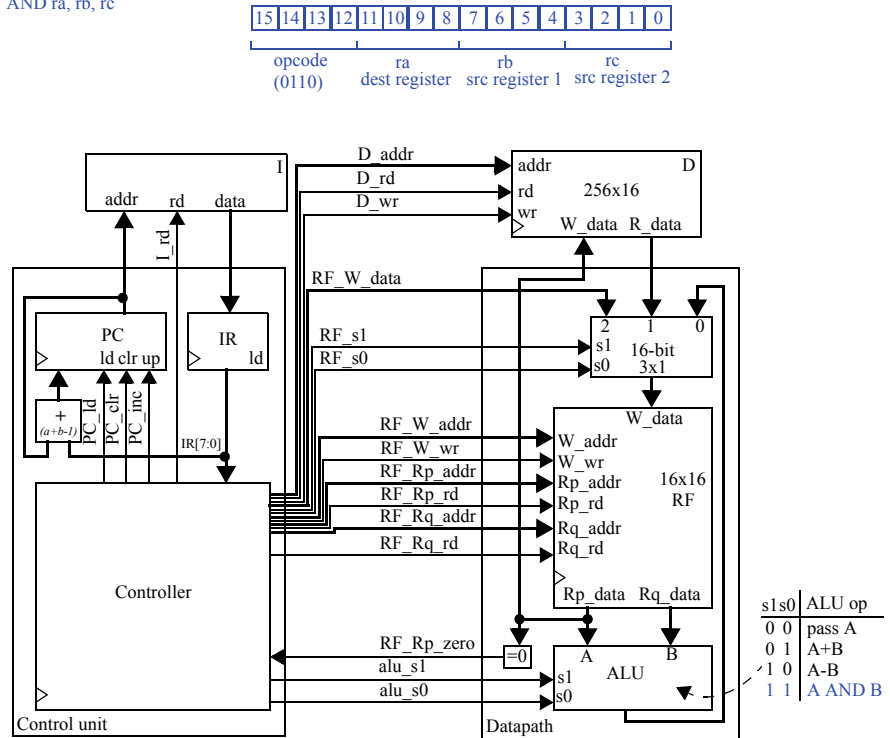 AND ra, rb, rc
15 14 13 12 11 10 9 8 7 6 5 4 3 2 1 0
opcode
(0110)
ra
dest register
rb
src register 1
rc
src register 2
I
addr rd data
I_rd
D_addr
D_rd
D_wr
addr
rd
wr
256x16
D
W_data R_data
RF_W_data
RF_s1
RF_s0
2 1 0
s1
s0
16-bit
3x1
PC
ld clr up
IR
ld
+
(a+b-1)
PC_ld
PC_clr
PC_inc
IR[7:0]
RF_W_addr
RF_W_wr
RF_Rp_addr
RF_Rp_rd
RF_Rq_addr
RF_Rq_rd
W_data
W_addr
W_wr
Rp_addr
Rp_rd
Rq_addr
Rq_rd
16x16
RF
Rp_data Rq_data
Controller
RF_Rp_zero
alu_s1
alu_s0
=0
A B
ALU
s1
s0
s1s0 ALU op
0 0 pass A
0 1 A+B
1 0 A-B
1 1 A AND B
Control unit
Datapath